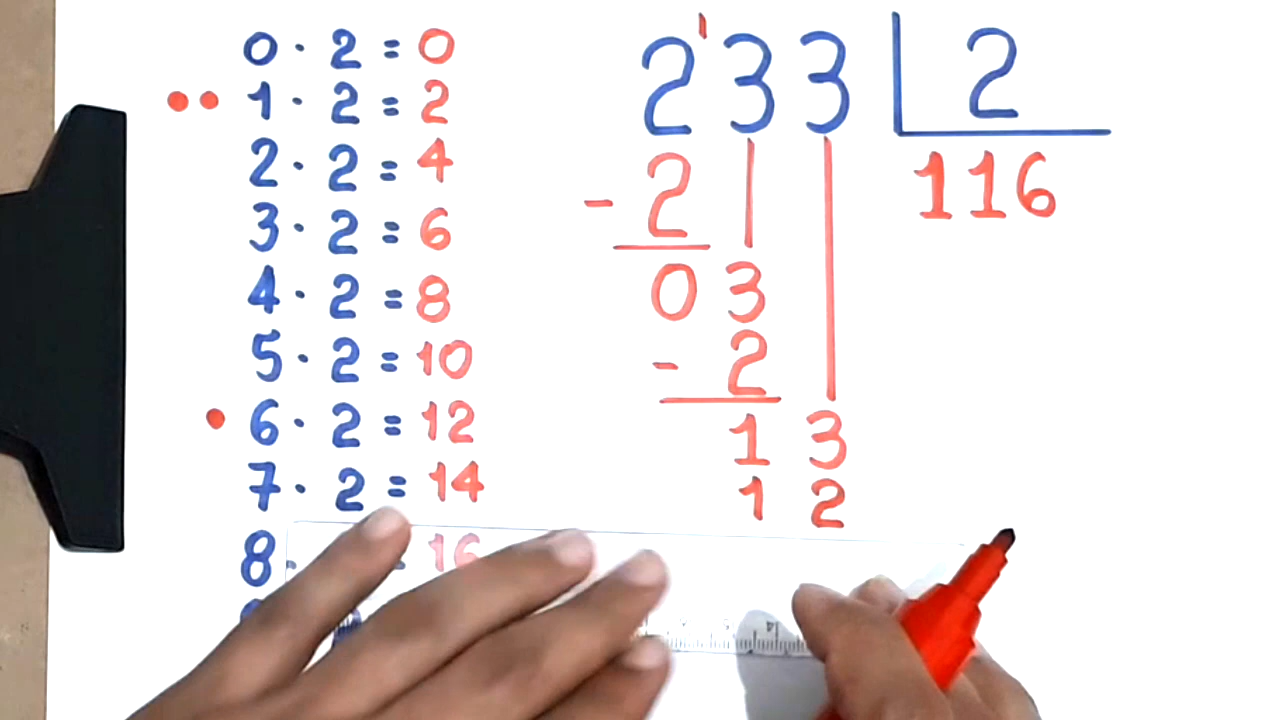 0 · 2 = 0
1 · 2 = 2
2 · 2 = 4
3 · 2 = 6
4 · 2 = 8
5 · 2 = 10
6 · 2 = 12
7 · 2 = 14
8 · = 16
2'33 2
116
- 2
03
- 2
13
12